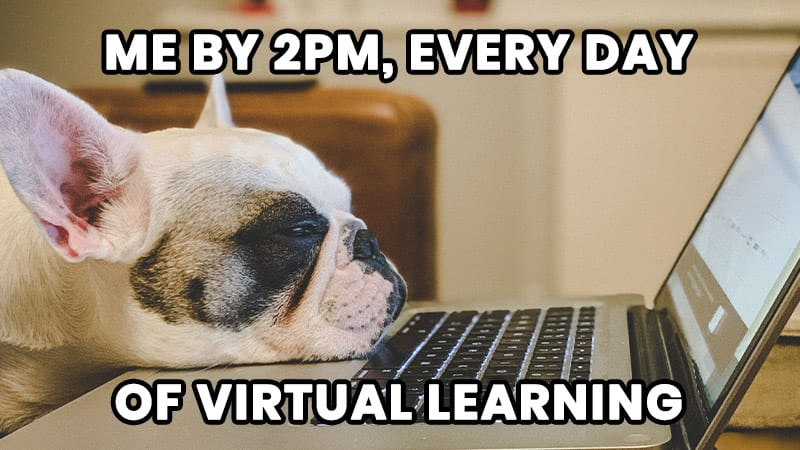 ME BY 2PM, EVERY DAY
OF VIRTUAL LEARNING